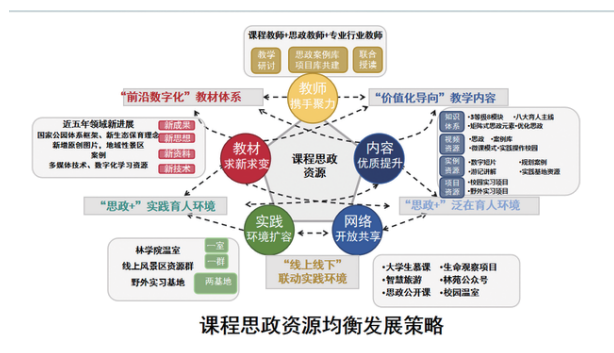 课程教师+思政教师+专业行业教师
教学
研讨
思政案例库
项目库共建
联合
授课
教师
携手聚力
“前沿数字化”教材体系
“价值化导向”教学内容
近五年领域新进展
国家公园体系框架、新生态保育理念
新增原创图片，地域性景区
案例
多媒体技术、数字化学习资源
新成果
新思想
新资料
新技术
教材
求新求变
课程思政
资源
内容
优质提升
知识
体系
•3等级8模块 •八大育人主线
•矩阵式思政元素•优化思政
视频
资源
•思政 •案例库
•微课模式•实践操作校园
案例
资源
•数字短片 •规划案例
•游记讲解 •实践基地资源
项目
资源
•校园实习项目
•野外实习项目
“思政+”实践育人环境
“思政+”泛在育人环境
实践
环境扩容
网络
开放共享
林学院温室
线上风景区资源群
野外实习基地
一室
一群
两基地
“线上线下”
联动实践环境
•大学生慕课 •生命观察项目
•智慧旅游 •林苑公众号
•思政公开课 •校园温室
课程思政资源均衡发展策略